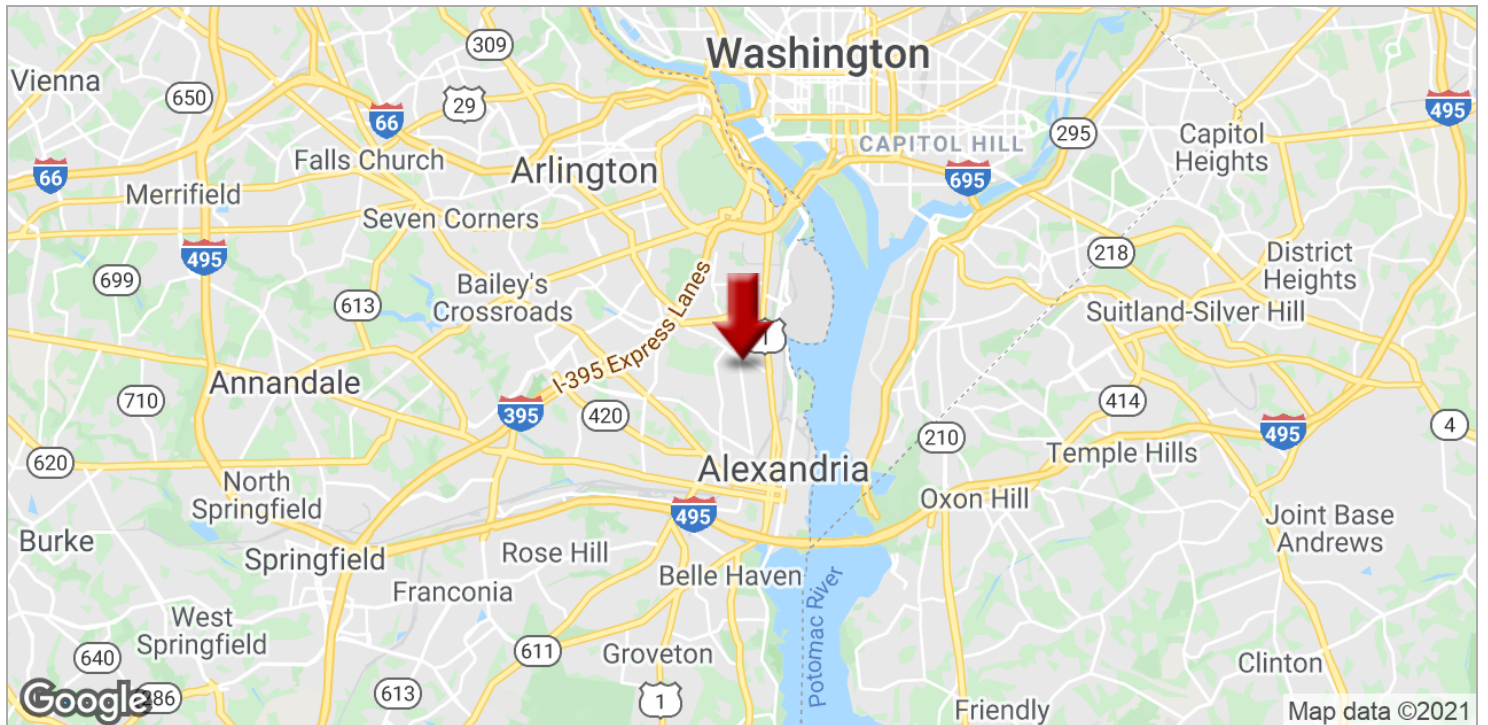 309
Washington
Vienna
650
29
66
495
295
CAPITOL HILL
Capitol
Heights
Falls Church
Arlington
66
695
Merrifield
Seven Corners
495
218
District
Heights
699
Bailey's
Crossroads
613
I-395 Express Lanes
Suitland-Silver Hill
1
Annandale
710
395
420
414
210
495
4
620
Alexandria
Temple Hills
North
Springfield
495
Oxon Hill
Joint Base
Andrews
Burke
Springfield
Rose Hill
Belle Haven
Franconia
Potomac River
West
Springfield
640
611
Groveton
Clinton
Google
286
613
1
Friendly
Map data ©2021